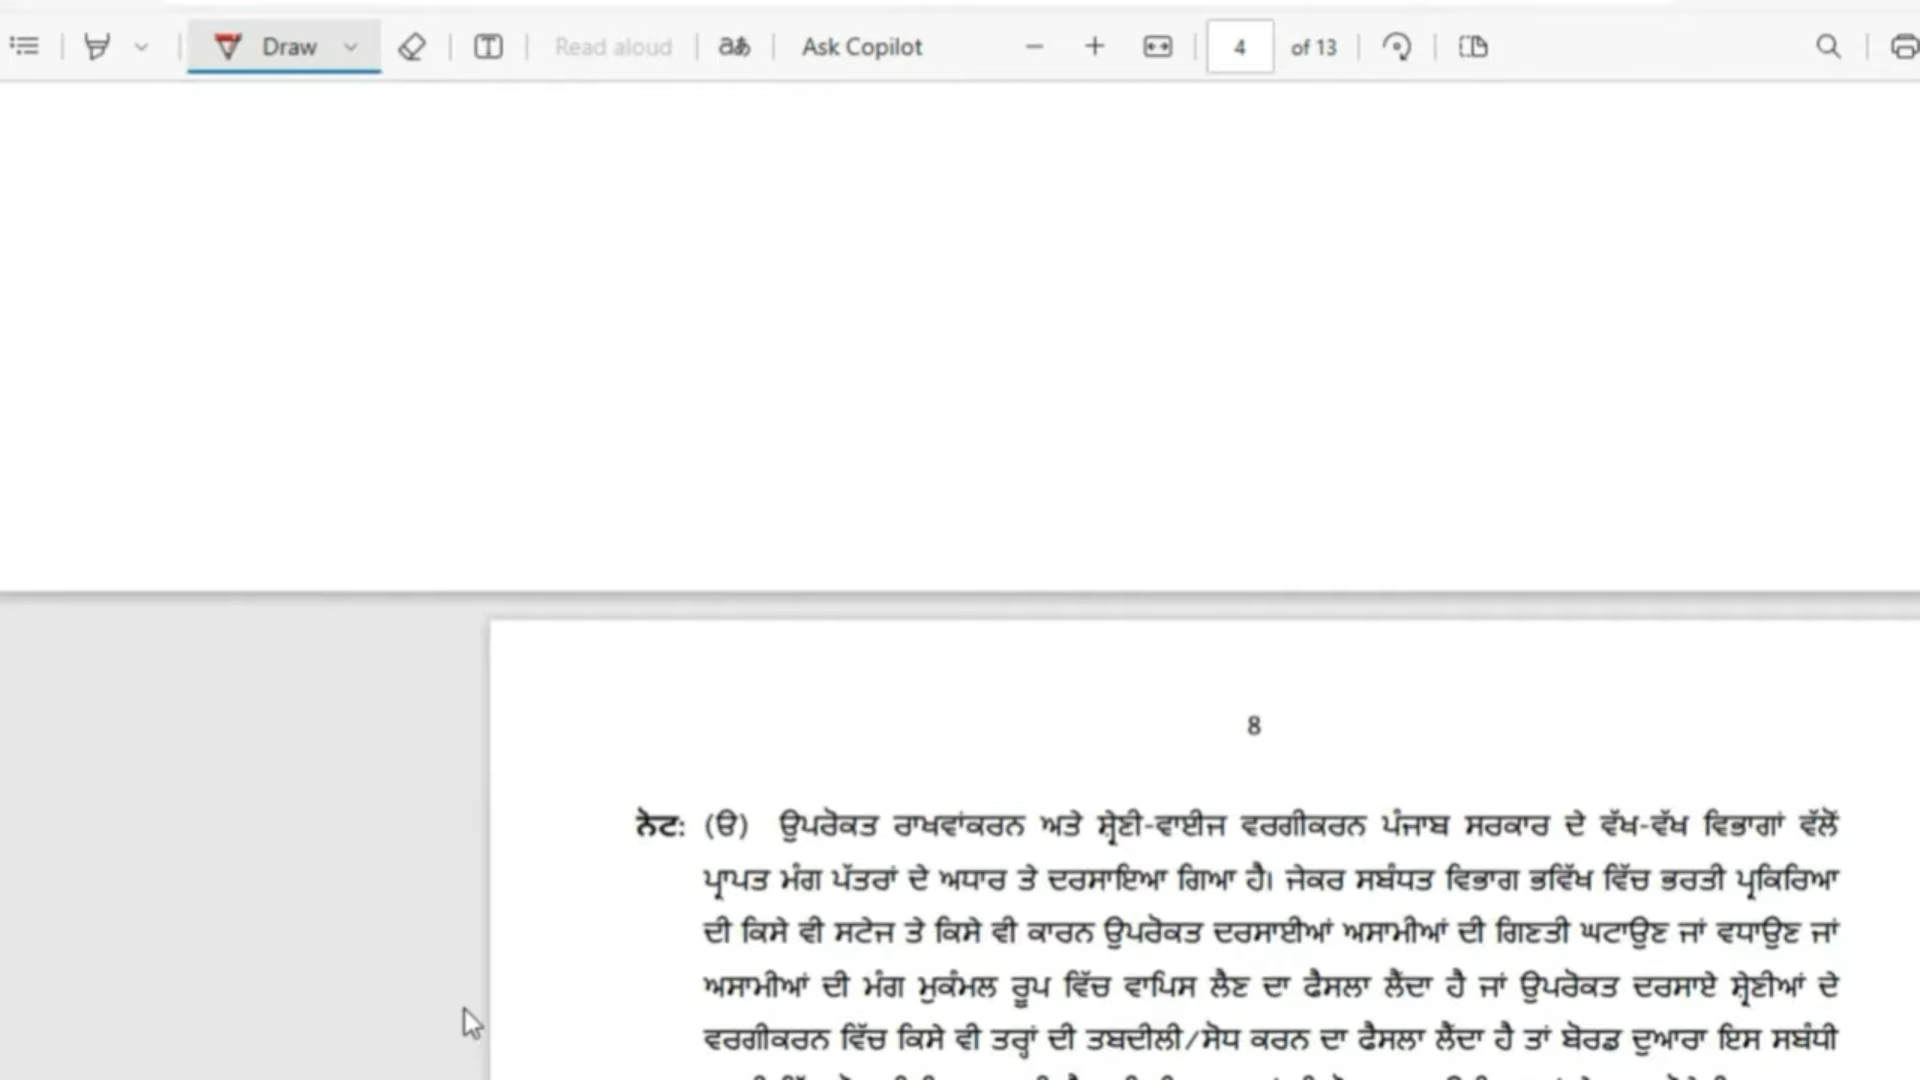 Draw
Read aloud
aあ
Ask Copilot
4 of 13
8
ਨੋਟ: (ੳ) ਉਪਰੋਕਤ ਰਾਖਵਾਂਕਰਨ ਅਤੇ ਸ਼੍ਰੇਣੀ-ਵਾਈਜ ਵਰਗੀਕਰਨ ਪੰਜਾਬ ਸਰਕਾਰ ਦੇ ਵੱਖ-ਵੱਖ ਵਿਭਾਗਾਂ ਵੱਲੋਂ
ਪ੍ਰਾਪਤ ਮੰਗ ਪੱਤਰਾਂ ਦੇ ਅਧਾਰ ਤੇ ਦਰਸਾਇਆ ਗਿਆ ਹੈ। ਜੇਕਰ ਸਬੰਧਤ ਵਿਭਾਗ ਭਵਿੱਖ ਵਿੱਚ ਭਰਤੀ ਪ੍ਰਕਿਰਿਆ
ਦੀ ਕਿਸੇ ਵੀ ਸਟੇਜ ਤੇ ਕਿਸੇ ਵੀ ਕਾਰਨ ਉਪਰੋਕਤ ਦਰਸਾਈਆਂ ਅਸਾਮੀਆਂ ਦੀ ਗਿਣਤੀ ਘਟਾਉਣ ਜਾਂ ਵਧਾਉਣ ਜਾਂ
ਅਸਾਮੀਆਂ ਦੀ ਮੰਗ ਮੁਕੰਮਲ ਰੂਪ ਵਿੱਚ ਵਾਪਿਸ ਲੈਣ ਦਾ ਫੈਸਲਾ ਲੈਂਦਾ ਹੈ ਜਾਂ ਉਪਰੋਕਤ ਦਰਸਾਏ ਸ਼੍ਰੇਣੀਆਂ ਦੇ
ਵਰਗੀਕਰਨ ਵਿੱਚ ਕਿਸੇ ਵੀ ਤਰ੍ਹਾਂ ਦੀ ਤਬਦੀਲੀ/ਸੋਧ ਕਰਨ ਦਾ ਫੈਸਲਾ ਲੈਂਦਾ ਹੈ ਤਾਂ ਬੋਰਡ ਦੁਆਰਾ ਇਸ ਸਬੰਧੀ